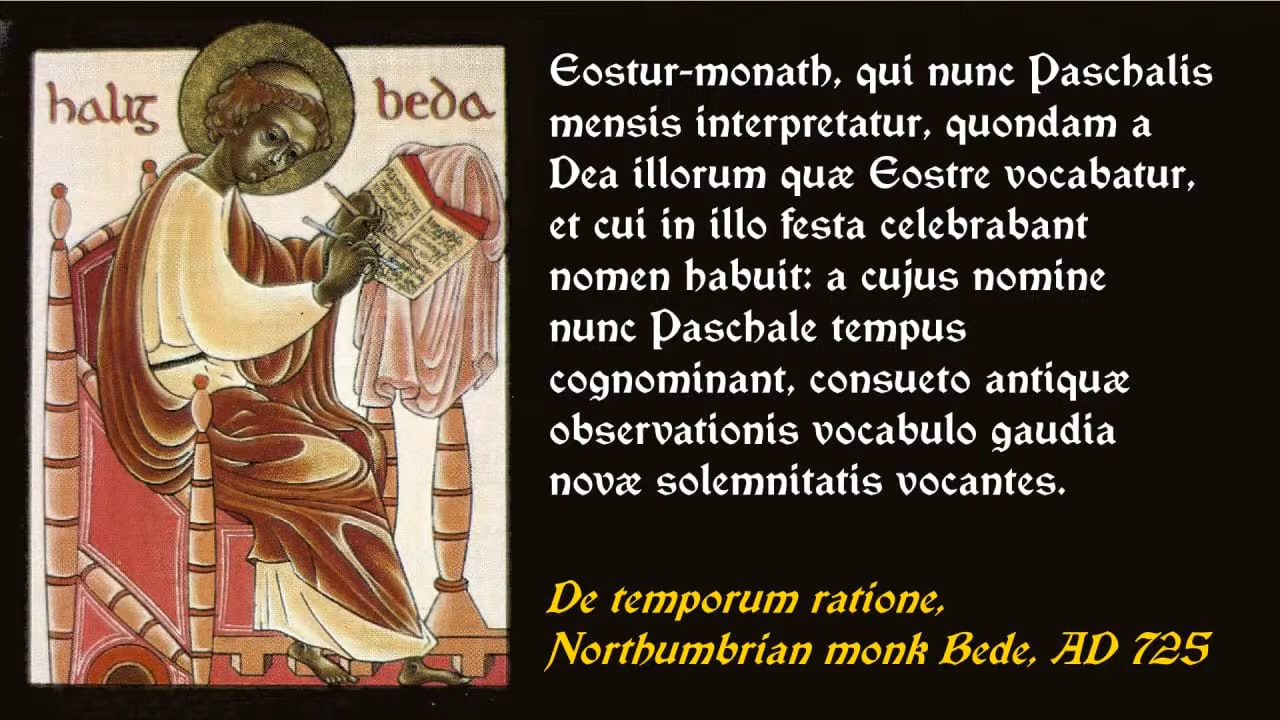 halig beda
Eostur-monath, qui nunc Paschalis
mensis interpretatur, quondam a
Dea illorum quæ Eostre vocabatur,
et cui in illo festa celebrabant
nomen habuit: a cujus nomine
nunc Paschale tempus
cognominant, consueto antiquæ
observationis vocabulo gaudia
novæ solemnitatis vocantes.
De temporum ratione,
Northumbrian monk Bede, AD 725